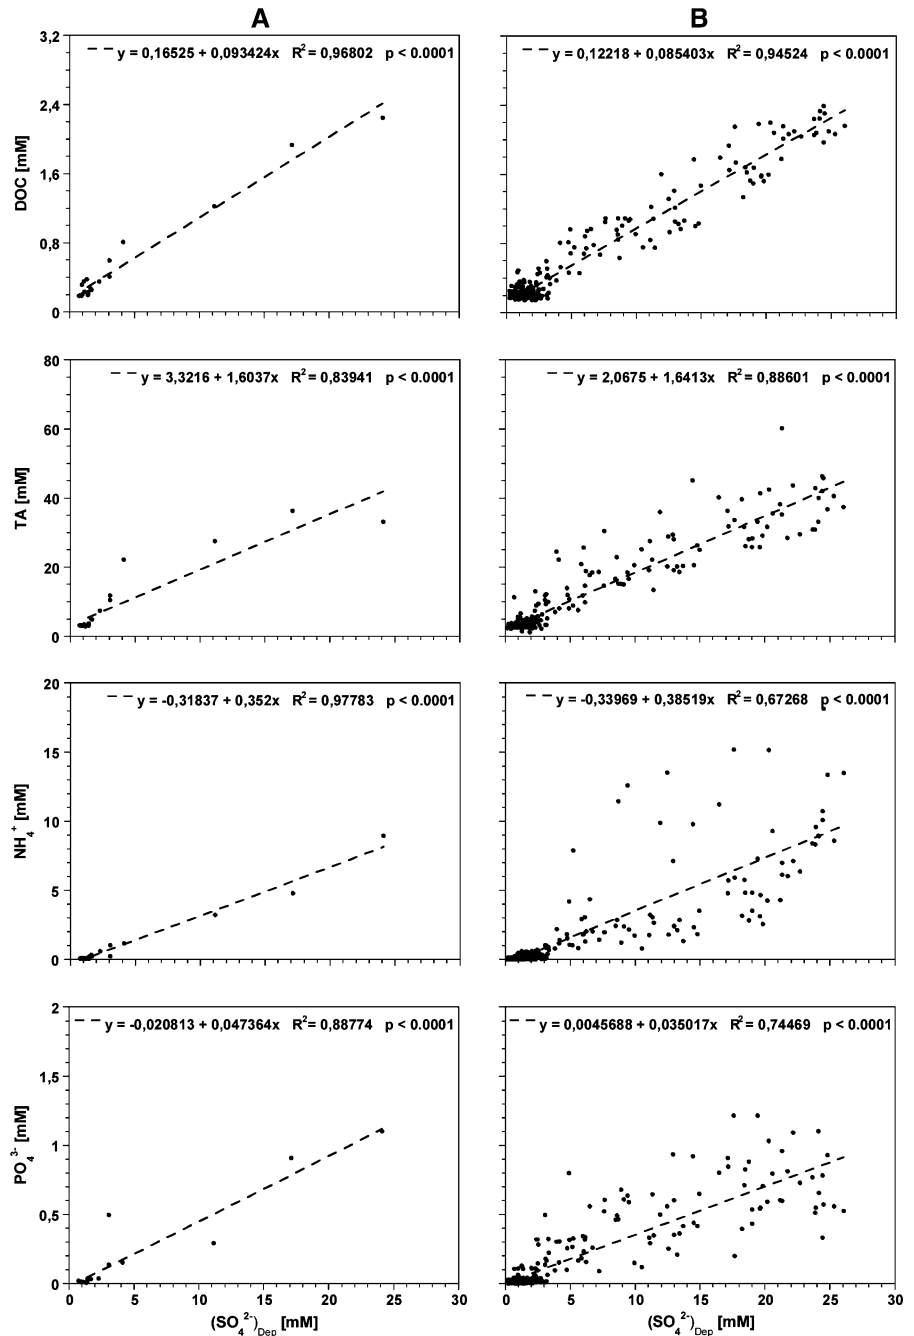 A B
y = 0,16525 + 0,093424x R² = 0,96802 p < 0.0001
3,2
2,4
1,6
0,8
0
DOC [mM]
y = 0,12218 + 0,085403x R² = 0,94524 p < 0.0001
y = 3,3216 + 1,6037x R² = 0,83941 p < 0.0001
80
60
40
20
0
TA [mM]
y = 2,0675 + 1,6413x R² = 0,88601 p < 0.0001
y = -0,31837 + 0,352x R² = 0,97783 p < 0.0001
20
15
10
5
0
NH₄⁺ [mM]
y = -0,33969 + 0,38519x R² = 0,67268 p < 0.0001
y = -0,020813 + 0,047364x R² = 0,88774 p < 0.0001
2
1,5
1
0,5
0
PO₄³⁻ [mM]
0 5 10 15 20 25 30
(SO₄²⁻)Dep [mM]
y = 0,0045688 + 0,035017x R² = 0,74469 p < 0.0001
0 5 10 15 20 25 30
(SO₄²⁻)Dep [mM]